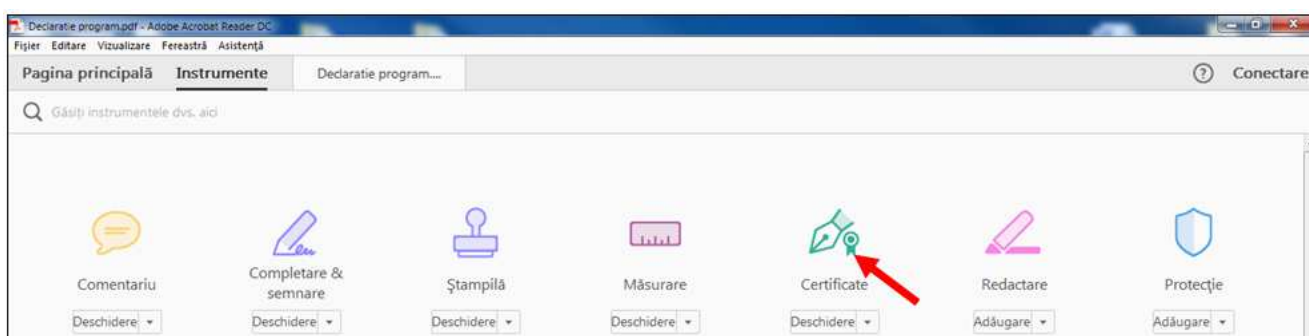 Declaratie program.pdf - Adobe Acrobat Reader DC
Fișier Editare Vizualizare Fereastră Asistență
Pagina principală Instrumente Declaratie program.... ? Conectare
Găsiți instrumentele dvs. aici
Comentariu
Completare &
semnare
Ștampilă
Măsurare
Certificate
Redactare
Protecție
Deschidere Deschidere Deschidere Deschidere Deschidere Adăugare Adăugare